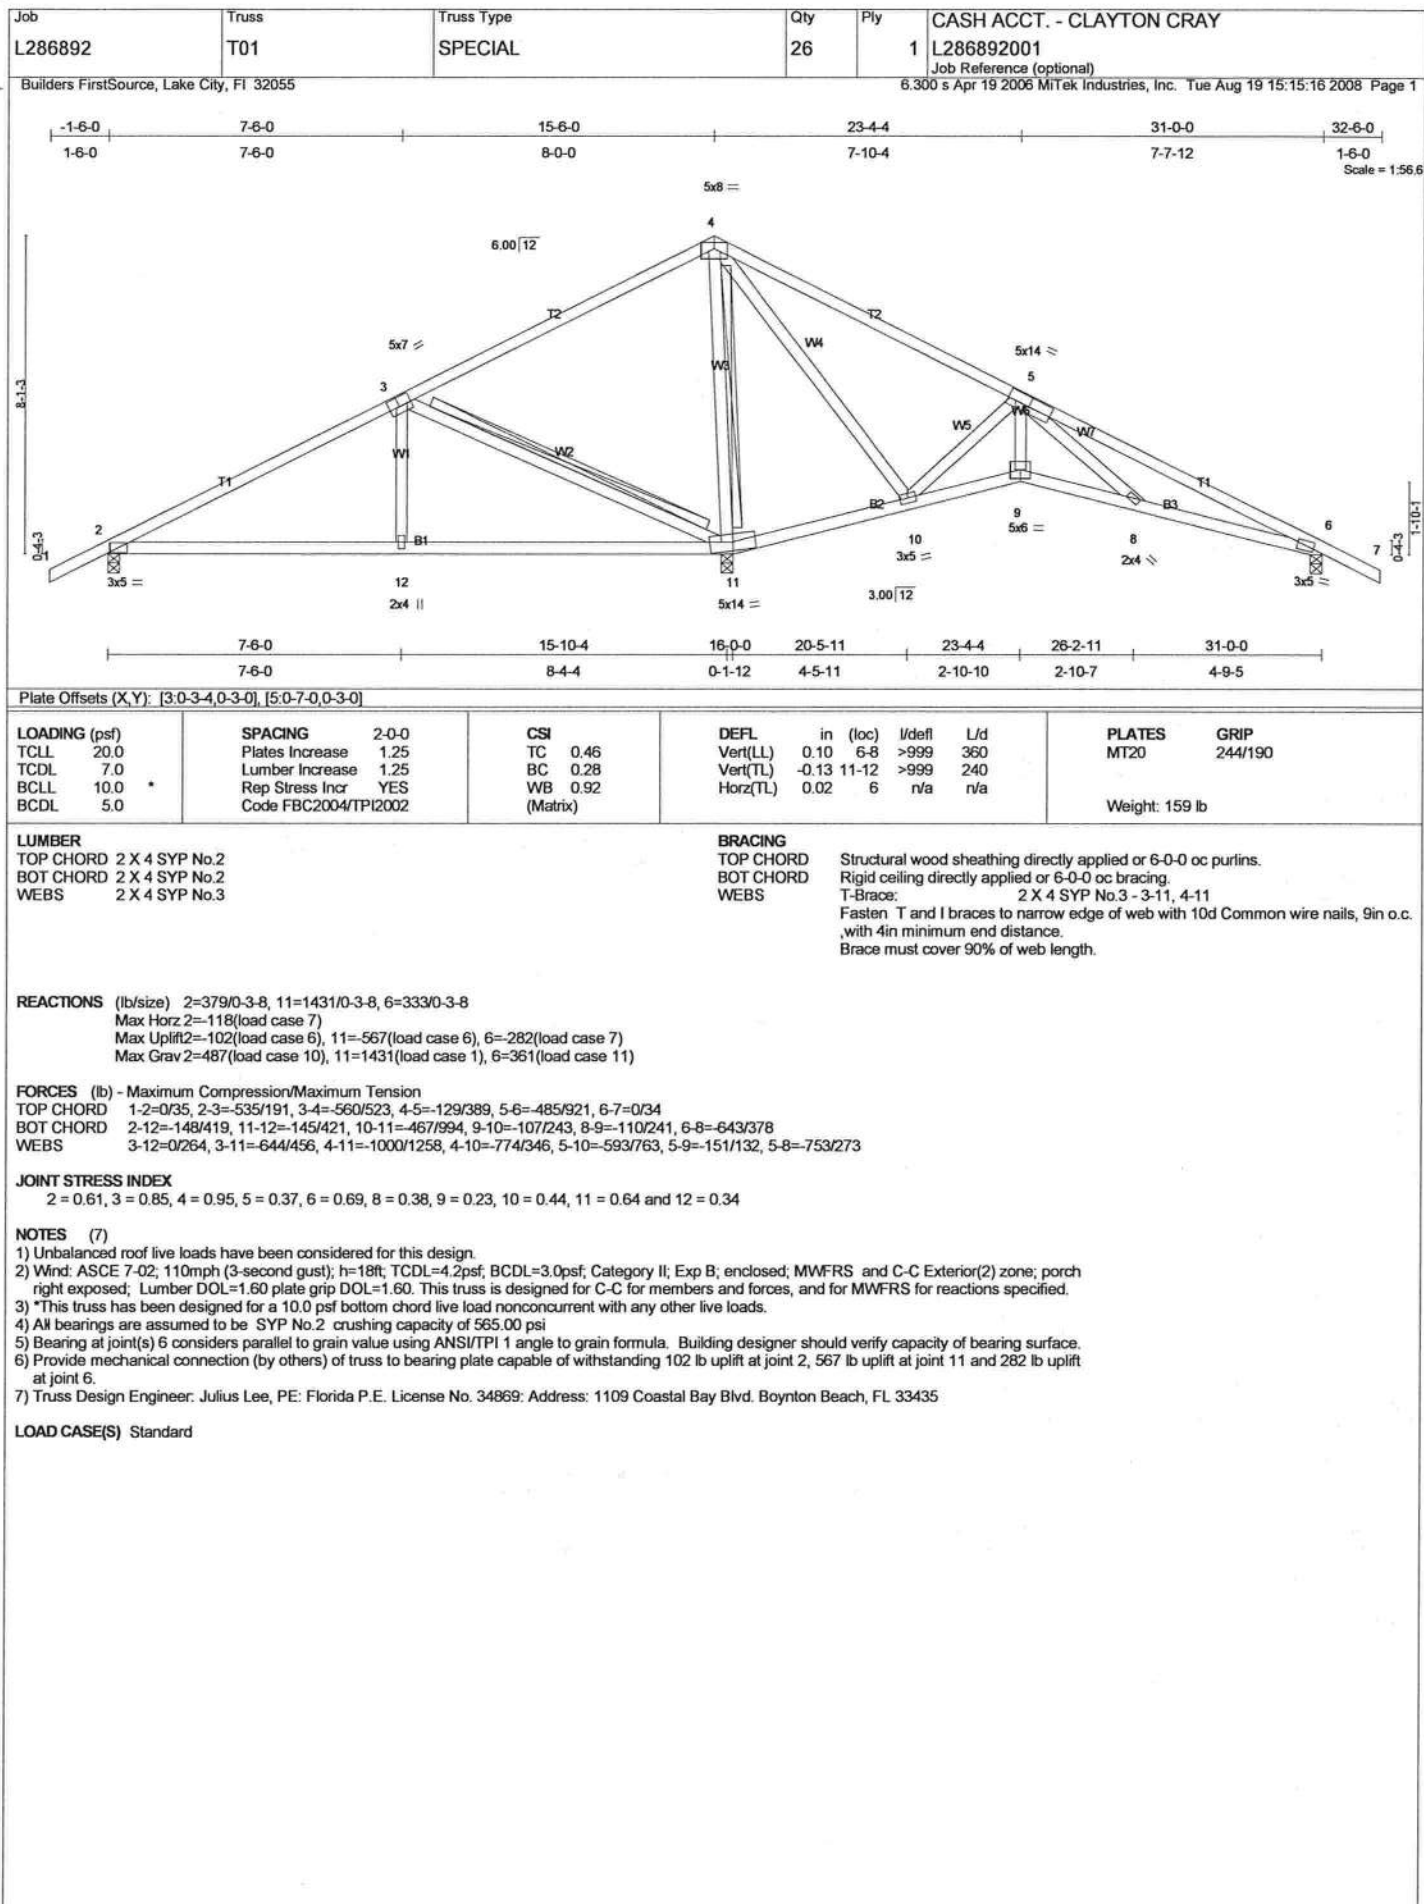 Job Truss Truss Type Qty Ply CASH ACCT. - CLAYTON CRAY
L286892 T01 SPECIAL 26 1 L286892001
Job Reference (optional)
Builders FirstSource, Lake City, Fl 32055 6.300 s Apr 19 2006 MiTek Industries, Inc. Tue Aug 19 15:15:16 2008 Page 1
-1-6-0 7-6-0 15-6-0 23-4-4 31-0-0 32-6-0
1-6-0 7-6-0 8-0-0 7-10-4 7-7-12 1-6-0
Scale = 1:56.6
5x8 =
4
6.00 12
T2 T2
5x7 5x14
3 5
8-1-3
W3 W4
W1 W2 W5 W6 W7
T1 T1
B2 B3
2 9 6
0-4-3 1 B1 5x6 = 7 0-4-3 1-10-1
10 8
3x5 = 12 11 3x5 = 2x4 3x5 =
2x4 || 5x14 = 3.00 12
7-6-0 15-10-4 16-0-0 20-5-11 23-4-4 26-2-11 31-0-0
7-6-0 8-4-4 0-1-12 4-5-11 2-10-10 2-10-7 4-9-5
Plate Offsets (X,Y): [3:0-3-4,0-3-0], [5:0-7-0,0-3-0]
LOADING (psf) SPACING 2-0-0 CSI DEFL in (loc) l/defl L/d PLATES GRIP
TCLL 20.0 Plates Increase 1.25 TC 0.46 Vert(LL) 0.10 6-8 >999 360 MT20 244/190
TCDL 7.0 Lumber Increase 1.25 BC 0.28 Vert(TL) -0.13 11-12 >999 240
BCLL 10.0 * Rep Stress Incr YES WB 0.92 Horz(TL) 0.02 6 n/a n/a
BCDL 5.0 Code FBC2004/TPI2002 (Matrix) Weight: 159 lb
LUMBER BRACING
TOP CHORD 2 X 4 SYP No.2 TOP CHORD Structural wood sheathing directly applied or 6-0-0 oc purlins.
BOT CHORD 2 X 4 SYP No.2 BOT CHORD Rigid ceiling directly applied or 6-0-0 oc bracing.
WEBS 2 X 4 SYP No.3 WEBS T-Brace: 2 X 4 SYP No.3 - 3-11, 4-11
Fasten T and I braces to narrow edge of web with 10d Common wire nails, 9in o.c.
,with 4in minimum end distance.
Brace must cover 90% of web length.
REACTIONS (lb/size) 2=379/0-3-8, 11=1431/0-3-8, 6=333/0-3-8
Max Horz 2=-118(load case 7)
Max Uplift2=-102(load case 6), 11=-567(load case 6), 6=-282(load case 7)
Max Grav 2=487(load case 10), 11=1431(load case 1), 6=361(load case 11)
FORCES (lb) - Maximum Compression/Maximum Tension
TOP CHORD 1-2=0/35, 2-3=-535/191, 3-4=-560/523, 4-5=-129/389, 5-6=-485/921, 6-7=0/34
BOT CHORD 2-12=-148/419, 11-12=-145/421, 10-11=-467/994, 9-10=-107/243, 8-9=-110/241, 6-8=-643/378
WEBS 3-12=0/264, 3-11=-644/456, 4-11=-1000/1258, 4-10=-774/346, 5-10=-593/763, 5-9=-151/132, 5-8=-753/273
JOINT STRESS INDEX
2 = 0.61, 3 = 0.85, 4 = 0.95, 5 = 0.37, 6 = 0.69, 8 = 0.38, 9 = 0.23, 10 = 0.44, 11 = 0.64 and 12 = 0.34
NOTES (7)
1) Unbalanced roof live loads have been considered for this design.
2) Wind: ASCE 7-02; 110mph (3-second gust); h=18ft; TCDL=4.2psf; BCDL=3.0psf; Category II; Exp B; enclosed; MWFRS and C-C Exterior(2) zone; porch
right exposed; Lumber DOL=1.60 plate grip DOL=1.60. This truss is designed for C-C for members and forces, and for MWFRS for reactions specified.
3) *This truss has been designed for a 10.0 psf bottom chord live load nonconcurrent with any other live loads.
4) All bearings are assumed to be SYP No.2 crushing capacity of 565.00 psi
5) Bearing at joint(s) 6 considers parallel to grain value using ANSI/TPI 1 angle to grain formula. Building designer should verify capacity of bearing surface.
6) Provide mechanical connection (by others) of truss to bearing plate capable of withstanding 102 lb uplift at joint 2, 567 lb uplift at joint 11 and 282 lb uplift
at joint 6.
7) Truss Design Engineer: Julius Lee, PE: Florida P.E. License No. 34869: Address: 1109 Coastal Bay Blvd. Boynton Beach, FL 33435
LOAD CASE(S) Standard